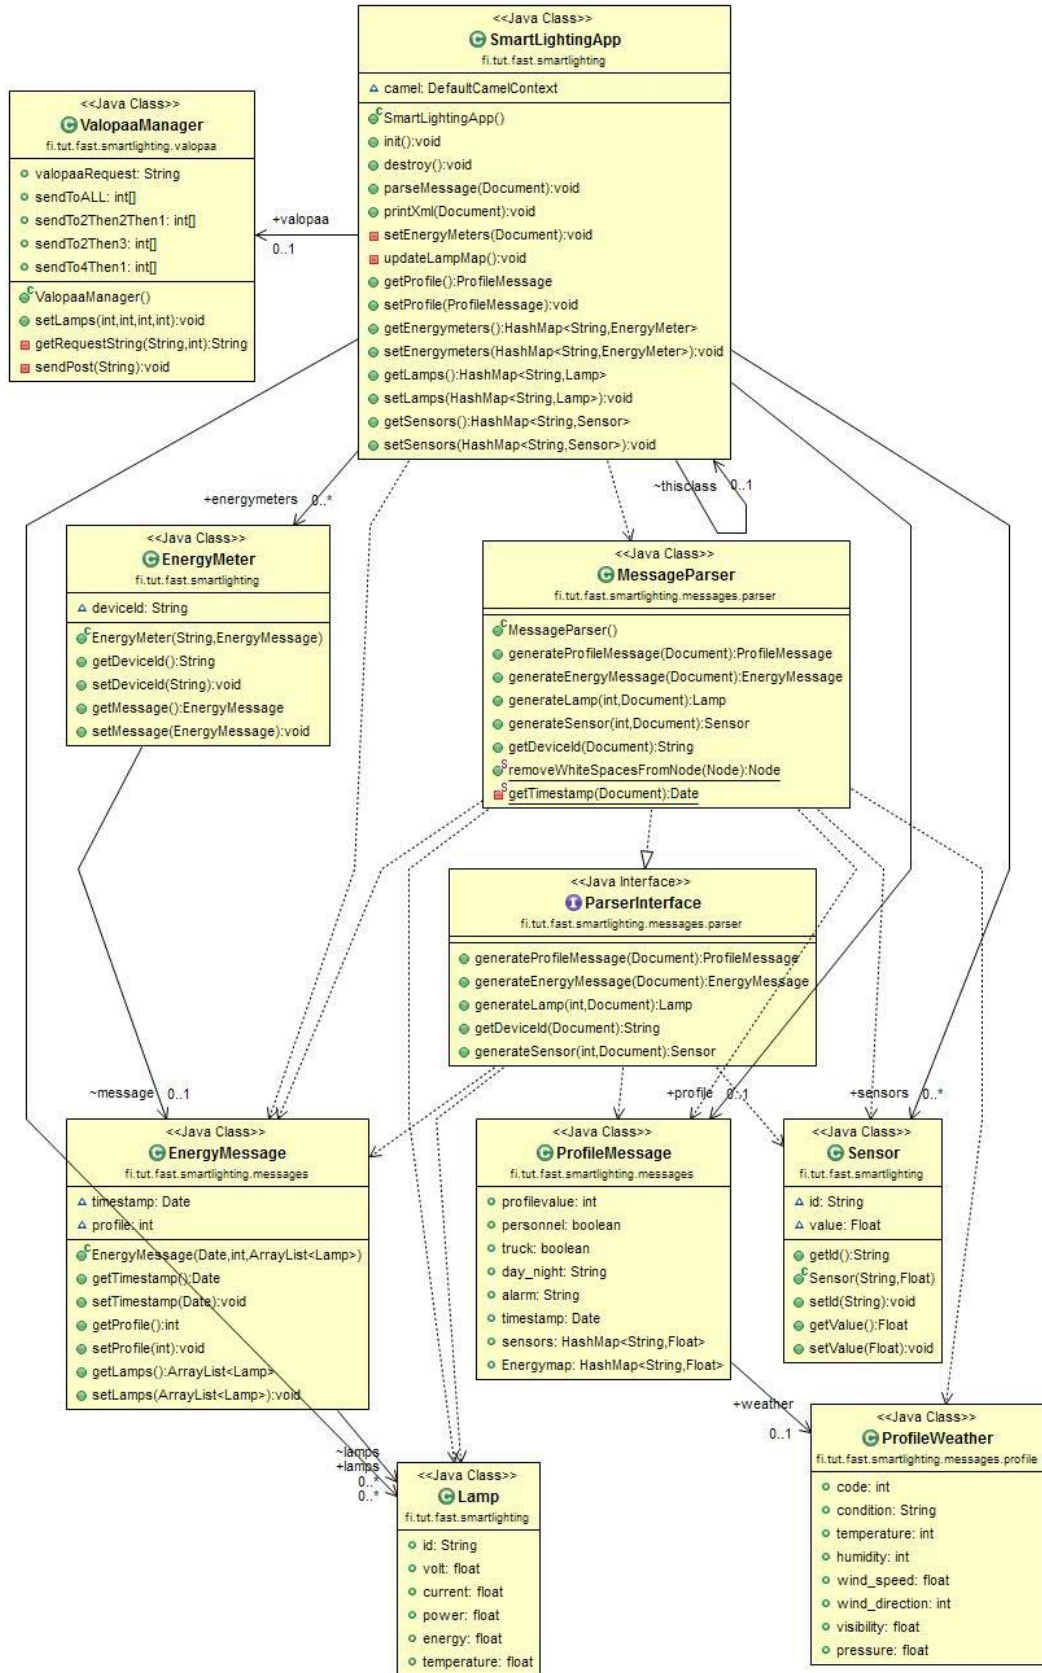 <<Java Class>>
SmartLightingApp
fi.tut.fast.smartlighting
camel: DefaultCamelContext
SmartLightingApp()
init():void
destroy():void
parseMessage(Document):void
printXml(Document):void
setEnergyMeters(Document):void
updateLampMap():void
getProfile():ProfileMessage
setProfile(ProfileMessage):void
getEnergymeters():HashMap<String,EnergyMeter>
setEnergymeters(HashMap<String,EnergyMeter>):void
getLamps():HashMap<String,Lamp>
setLamps(HashMap<String,Lamp>):void
getSensors():HashMap<String,Sensor>
setSensors(HashMap<String,Sensor>):void
<<Java Class>>
ValopaaManager
fi.tut.fast.smartlighting.valopaa
valopaaRequest: String
sendToALL: int[]
sendTo2Then2Then1: int[]
sendTo2Then3: int[]
sendTo4Then1: int[]
ValopaaManager()
setLamps(int,int,int,int):void
getRequestString(String,int):String
sendPost(String):void
+valopaa
0..1
+energymeters 0..*
~thisclass 0..1
<<Java Class>>
EnergyMeter
fi.tut.fast.smartlighting
deviceId: String
EnergyMeter(String,EnergyMessage)
getDeviceId():String
setDeviceId(String):void
getMessage():EnergyMessage
setMessage(EnergyMessage):void
<<Java Class>>
MessageParser
fi.tut.fast.smartlighting.messages.parser
MessageParser()
generateProfileMessage(Document):ProfileMessage
generateEnergyMessage(Document):EnergyMessage
generateLamp(int,Document):Lamp
generateSensor(int,Document):Sensor
getDeviceId(Document):String
removeWhiteSpacesFromNode(Node):Node
getTimestamp(Document):Date
<<Java Interface>>
ParserInterface
fi.tut.fast.smartlighting.messages.parser
generateProfileMessage(Document):ProfileMessage
generateEnergyMessage(Document):EnergyMessage
generateLamp(int,Document):Lamp
getDeviceId(Document):String
generateSensor(int,Document):Sensor
~message 0..1
+profile 0..1
+sensors 0..*
<<Java Class>>
EnergyMessage
fi.tut.fast.smartlighting.messages
timestamp: Date
profile: int
EnergyMessage(Date,int,ArrayList<Lamp>)
getTimestamp():Date
setTimestamp(Date):void
getProfile():int
setProfile(int):void
getLamps():ArrayList<Lamp>
setLamps(ArrayList<Lamp>):void
<<Java Class>>
ProfileMessage
fi.tut.fast.smartlighting.messages
profilevalue: int
personnel: boolean
truck: boolean
day_night: String
alarm: String
timestamp: Date
sensors: HashMap<String,Float>
Energymap: HashMap<String,Float>
<<Java Class>>
Sensor
fi.tut.fast.smartlighting
id: String
value: Float
getId():String
Sensor(String,Float)
setId(String):void
getValue():Float
setValue(Float):void
+weather
0..1
~lamps
+lamps
0..*
0..*
<<Java Class>>
Lamp
fi.tut.fast.smartlighting
id: String
volt: float
current: float
power: float
energy: float
temperature: float
<<Java Class>>
ProfileWeather
fi.tut.fast.smartlighting.messages.profile
code: int
condition: String
temperature: int
humidity: int
wind_speed: float
wind_direction: int
visibility: float
pressure: float